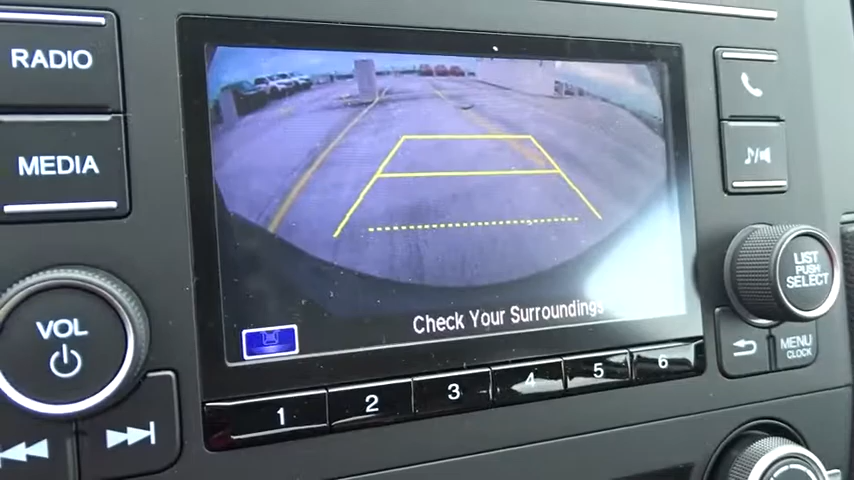 RADIO
MEDIA
VOL
Check Your Surroundings
1 2 3 4 5 6
LIST
PUSH
SELECT
MENU
CLOCK